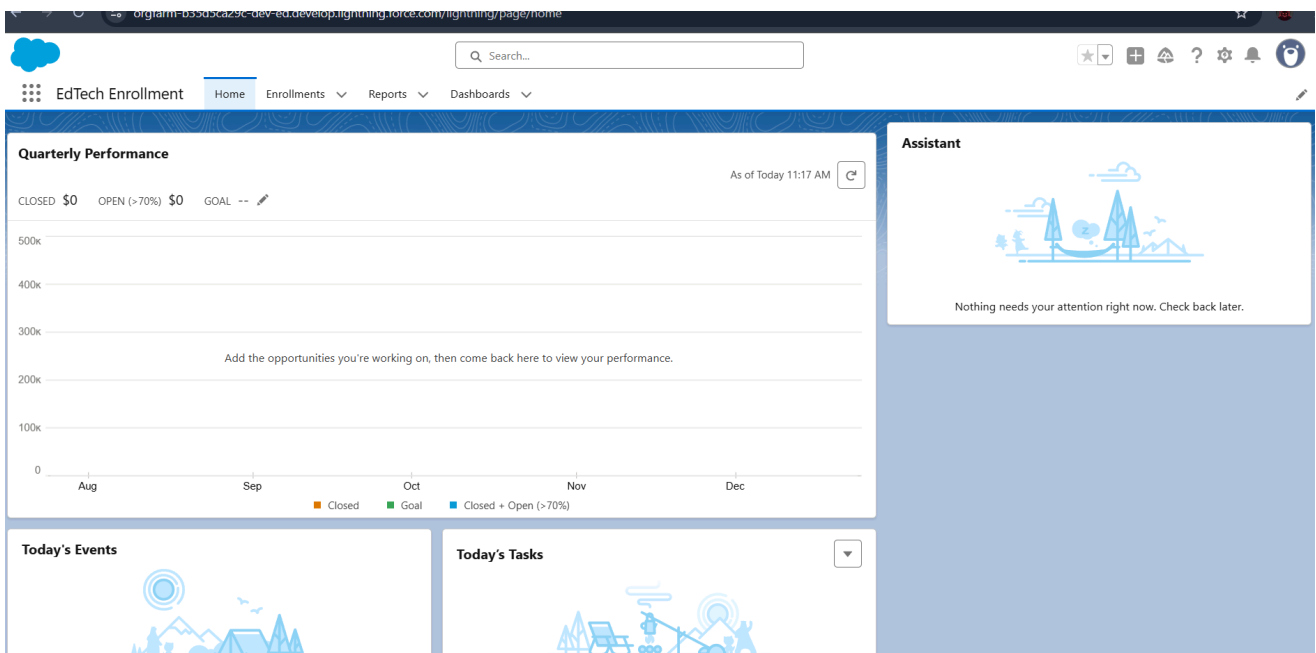 orgfarm-b35d5ca29c-dev-ed.develop.lightning.force.com/lightning/page/home
Search...
EdTech Enrollment
Home
Enrollments
Reports
Dashboards
Quarterly Performance
As of Today 11:17 AM
CLOSED $0 OPEN (>70%) $0 GOAL --
500K
400K
300K
Add the opportunities you're working on, then come back here to view your performance.
200K
100K
0
Aug Sep Oct Nov Dec
Closed Goal Closed + Open (>70%)
Assistant
z
Nothing needs your attention right now. Check back later.
Today's Events
Today's Tasks